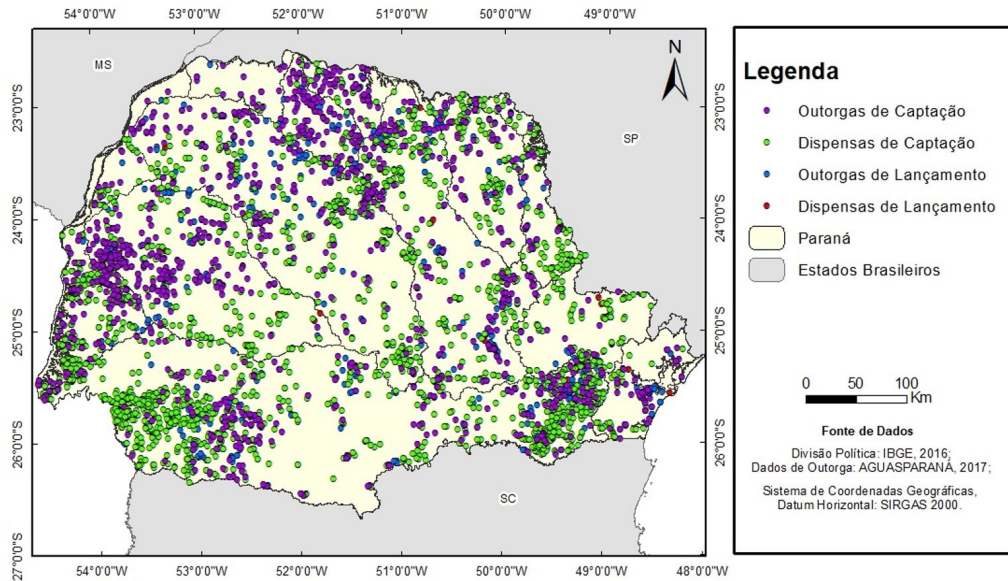 54°0'0"W 53°0'0"W 52°0'0"W 51°0'0"W 50°0'0"W 49°0'0"W
MS
N
SP
SC
23°0'0"S
24°0'0"S
25°0'0"S
26°0'0"S
27°0'0"S
23°0'0"S
24°0'0"S
25°0'0"S
26°0'0"S
54°0'0"W 53°0'0"W 52°0'0"W 51°0'0"W 50°0'0"W 49°0'0"W 48°0'0"W
Legenda
Outorgas de Captação
Dispensas de Captação
Outorgas de Lançamento
Dispensas de Lançamento
Paraná
Estados Brasileiros
0 50 100
Km
Fonte de Dados
Divisão Política: IBGE, 2016;
Dados de Outorga: AGUASPARANÁ, 2017;
Sistema de Coordenadas Geográficas,
Datum Horizontal: SIRGAS 2000.